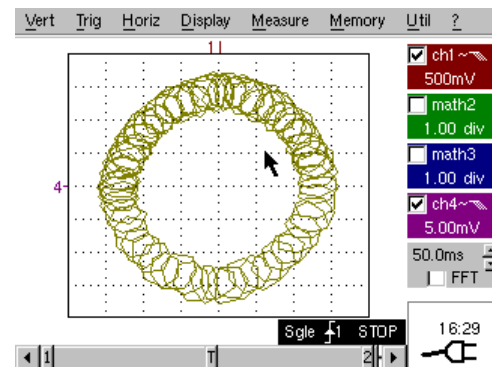 Vert Trig Horiz Display Measure Memory Util ?
1
ch1~
500mV
math2
1.00 div
math3
1.00 div
4
ch4~
5.00mV
50.0ms
FFT
Sgle 1 STOP
16:29
1 T 2